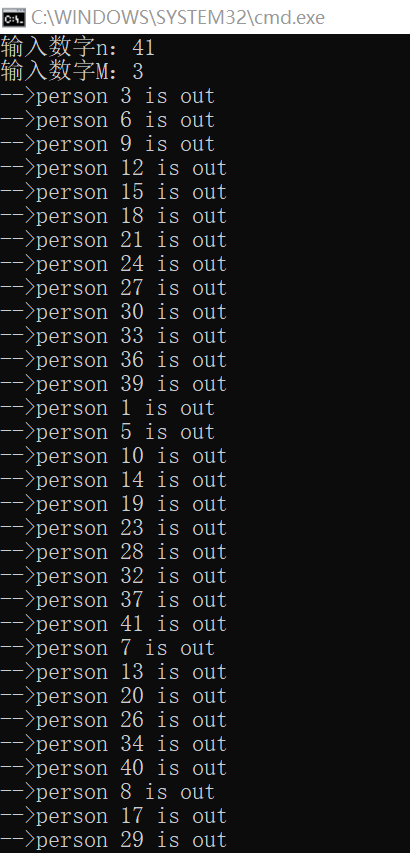 C:\WINDOWS\SYSTEM32\cmd.exe
输入数字n: 41
输入数字M: 3
-->person 3 is out
-->person 6 is out
-->person 9 is out
-->person 12 is out
-->person 15 is out
-->person 18 is out
-->person 21 is out
-->person 24 is out
-->person 27 is out
-->person 30 is out
-->person 33 is out
-->person 36 is out
-->person 39 is out
-->person 1 is out
-->person 5 is out
-->person 10 is out
-->person 14 is out
-->person 19 is out
-->person 23 is out
-->person 28 is out
-->person 32 is out
-->person 37 is out
-->person 41 is out
-->person 7 is out
-->person 13 is out
-->person 20 is out
-->person 26 is out
-->person 34 is out
-->person 40 is out
-->person 8 is out
-->person 17 is out
-->person 29 is out